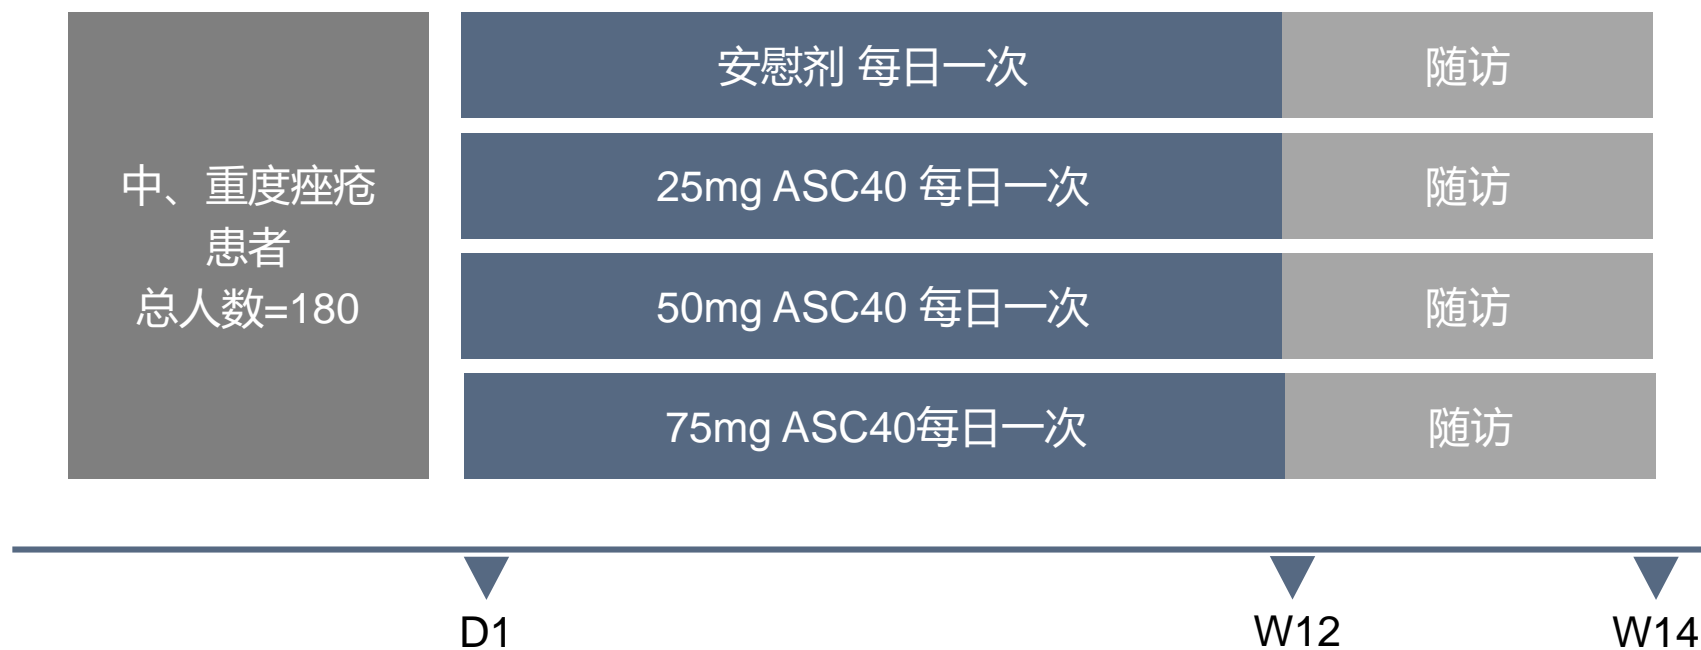 中、重度痤疮
患者
总人数=180
安慰剂 每日一次
随访
25mg ASC40 每日一次
随访
50mg ASC40 每日一次
随访
75mg ASC40每日一次
随访
D1
W12
W14